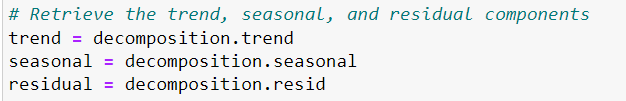 # Retrieve the trend, seasonal, and residual components
trend = decomposition.trend
seasonal = decomposition.seasonal
residual = decomposition.resid